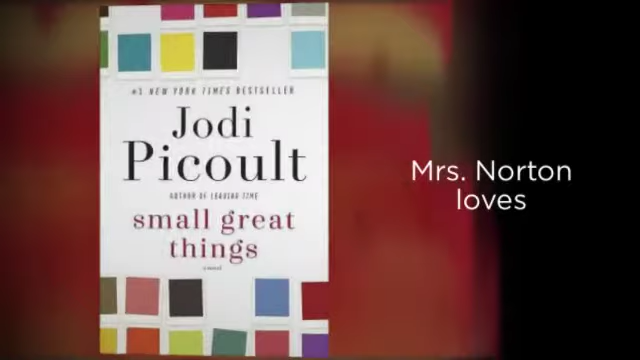 #1 NEW YORK TIMES BESTSELLER
Jodi
Picoult
AUTHOR OF LEAVING TIME
small great
things
a novel
Mrs. Norton
loves